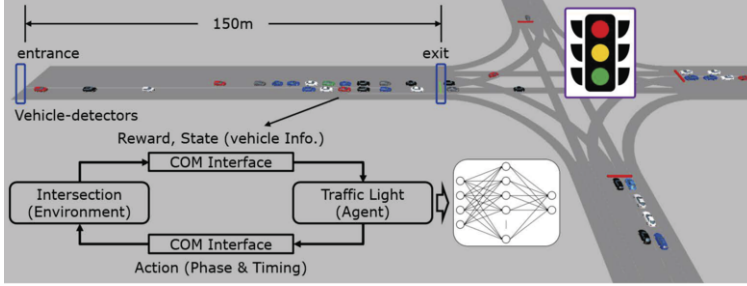 150m
entrance
exit
Vehicle-detectors
Reward, State (vehicle Info.)
COM Interface
Intersection
(Environment)
Traffic Light
(Agent)
COM Interface
Action (Phase & Timing)